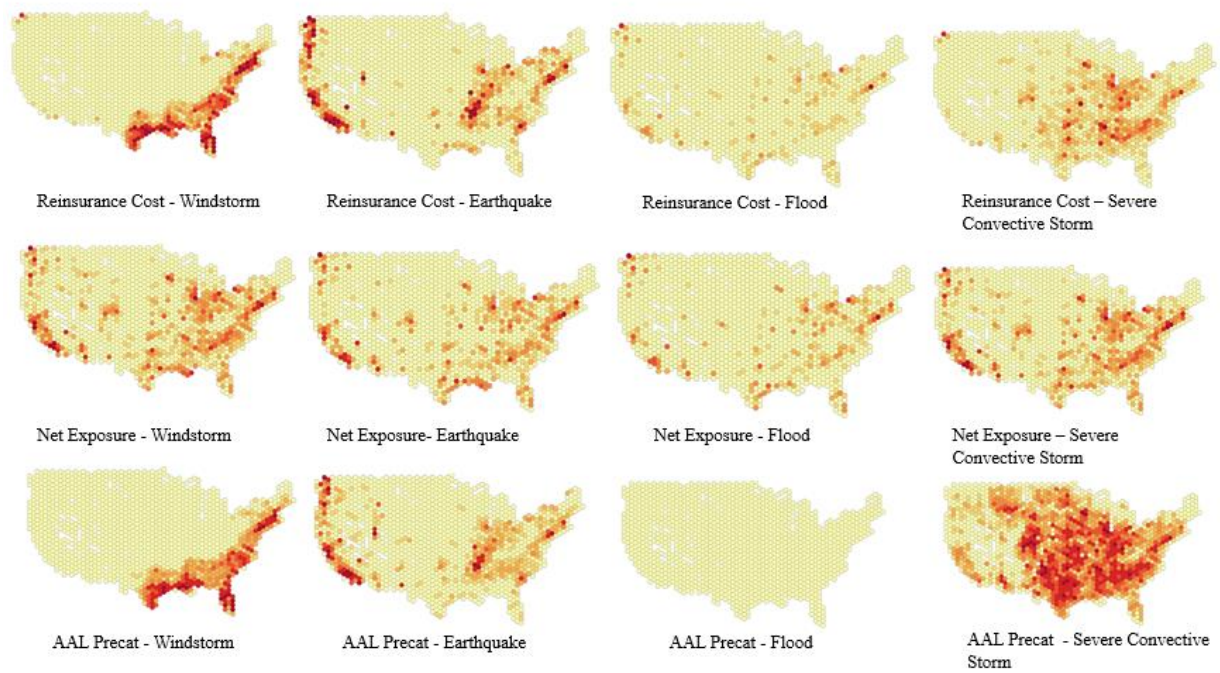 Reinsurance Cost - Windstorm
Reinsurance Cost - Earthquake
Reinsurance Cost - Flood
Reinsurance Cost – Severe
Convective Storm
Net Exposure - Windstorm
Net Exposure- Earthquake
Net Exposure - Flood
Net Exposure – Severe
Convective Storm
AAL Precat - Windstorm
AAL Precat - Earthquake
AAL Precat - Flood
AAL Precat - Severe Convective
Storm